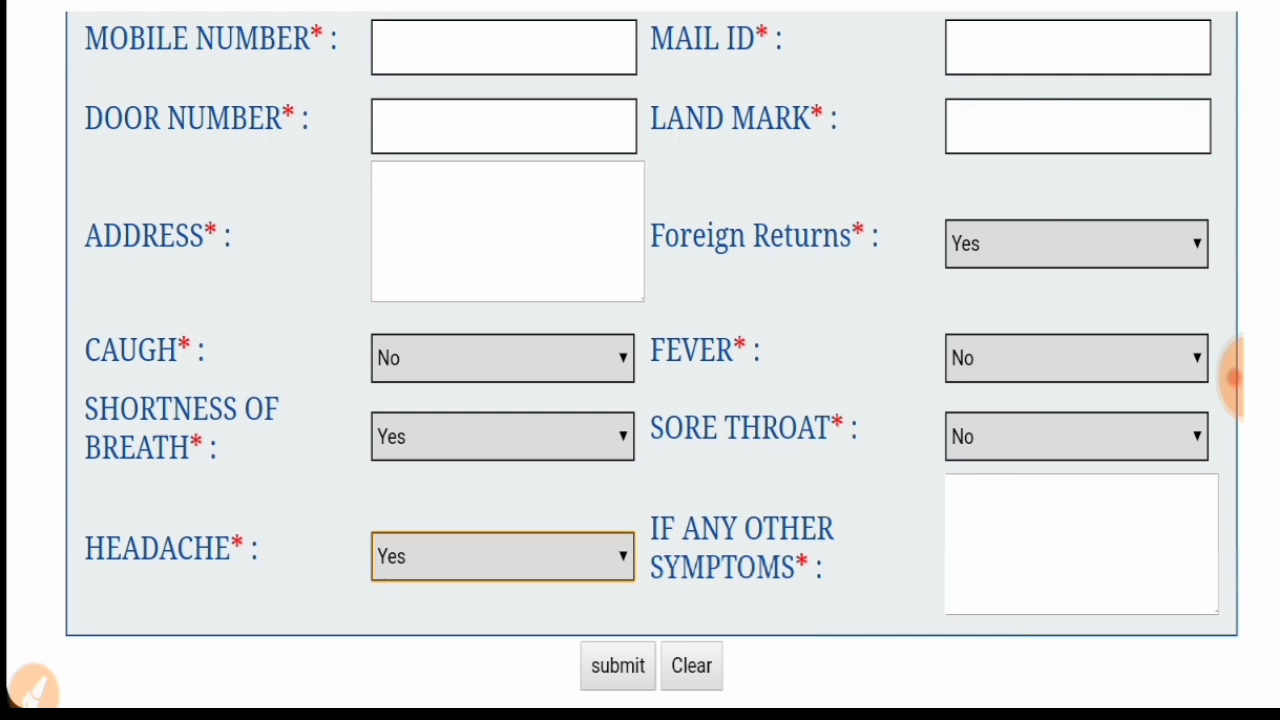 MOBILE NUMBER* : MAIL ID* :
DOOR NUMBER* : LAND MARK* :
ADDRESS* : Foreign Returns* : Yes
CAUGH* : No FEVER* : No
SHORTNESS OF
BREATH* : Yes SORE THROAT* : No
HEADACHE* : Yes IF ANY OTHER
SYMPTOMS* :
submit Clear